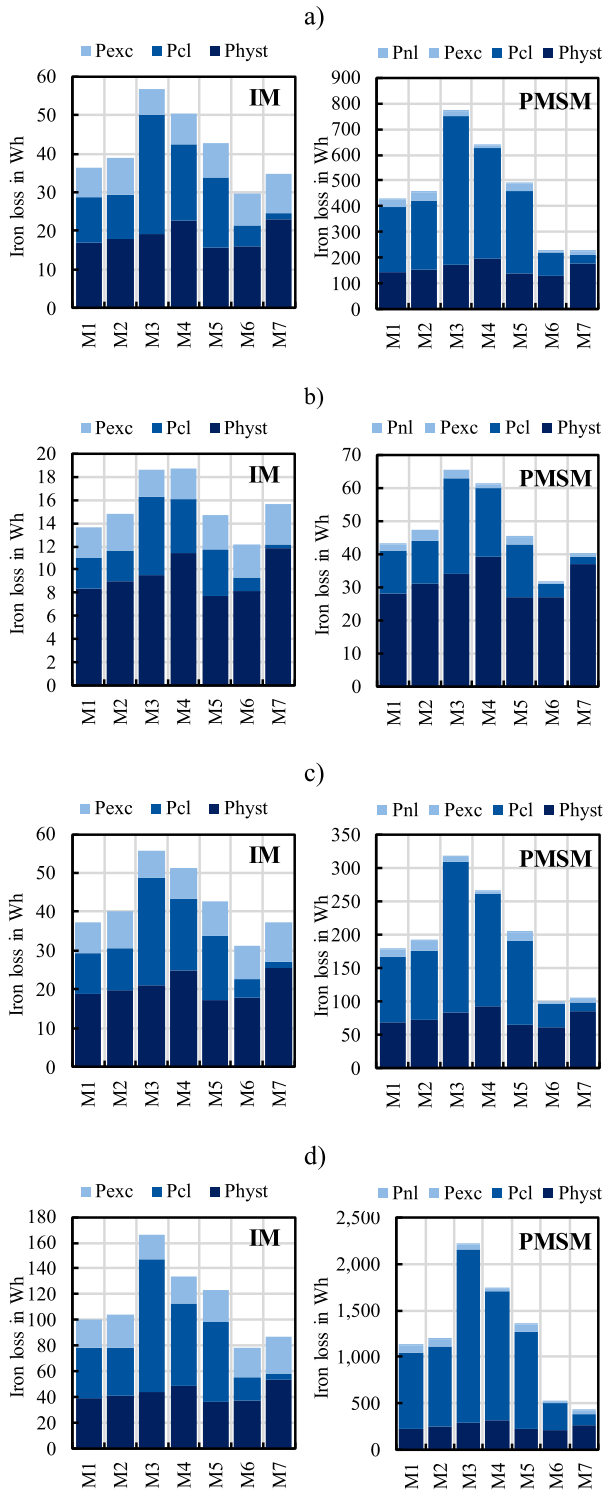 a)
Pexc Pcl Physt
Pnl Pexc Pcl Physt
IM
PMSM
Iron loss in Wh
60
50
40
30
20
10
0
M1 M2 M3 M4 M5 M6 M7
Iron loss in Wh
900
800
700
600
500
400
300
200
100
0
M1 M2 M3 M4 M5 M6 M7
b)
Pexc Pcl Physt
Pnl Pexc Pcl Physt
IM
PMSM
Iron loss in Wh
20
18
16
14
12
10
8
6
4
2
0
M1 M2 M3 M4 M5 M6 M7
Iron loss in Wh
70
60
50
40
30
20
10
0
M1 M2 M3 M4 M5 M6 M7
c)
Pexc Pcl Physt
Pnl Pexc Pcl Physt
IM
PMSM
Iron loss in Wh
60
50
40
30
20
10
0
M1 M2 M3 M4 M5 M6 M7
Iron loss in Wh
350
300
250
200
150
100
50
0
M1 M2 M3 M4 M5 M6 M7
d)
Pexc Pcl Physt
Pnl Pexc Pcl Physt
IM
PMSM
Iron loss in Wh
180
160
140
120
100
80
60
40
20
0
M1 M2 M3 M4 M5 M6 M7
Iron loss in Wh
2,500
2,000
1,500
1,000
500
0
M1 M2 M3 M4 M5 M6 M7